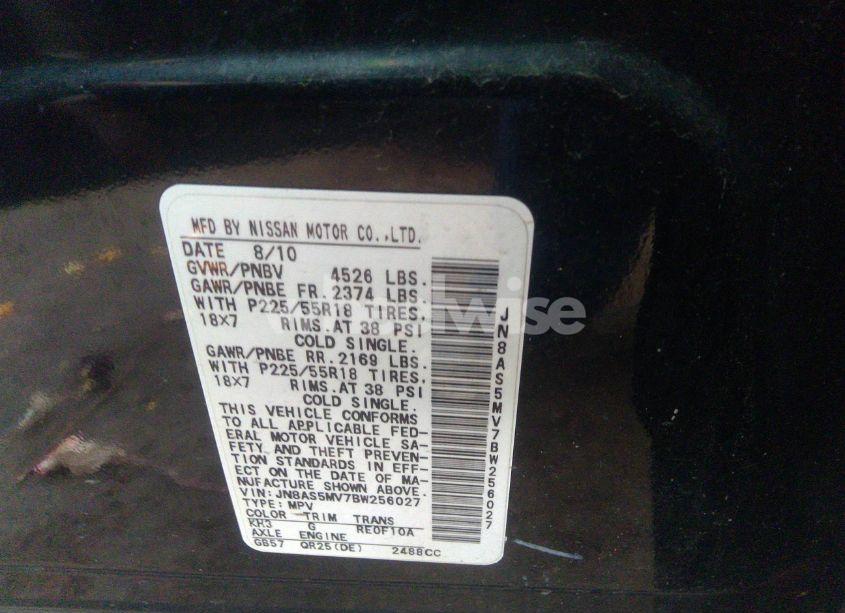 MFD BY NISSAN MOTOR CO.,LTD.
DATE 8/10
GVWR/PNBV 4526 LBS.
GAWR/PNBE FR. 2374 LBS.
WITH P225/55R18 TIRES,
18X7 RIMS.AT 38 PSI
COLD SINGLE.
GAWR/PNBE RR. 2169 LBS.
WITH P225/55R18 TIRES,
18X7 RIMS.AT 38 PSI
COLD SINGLE.
THIS VEHICLE CONFORMS
TO ALL APPLICABLE FED-
ERAL MOTOR VEHICLE SA-
FETY AND THEFT PREVEN-
TION STANDARDS IN EFF-
ECT ON THE DATE OF MA-
NUFACTURE SHOWN ABOVE.
VIN: JN8AS5MV7BW256027
TYPE: MPV
COLOR TRIM TRANS
KH3 G RE0F10A
AXLE ENGINE
GB57 QR25(DE) 2488CC
JN8AS5MV7BW256027